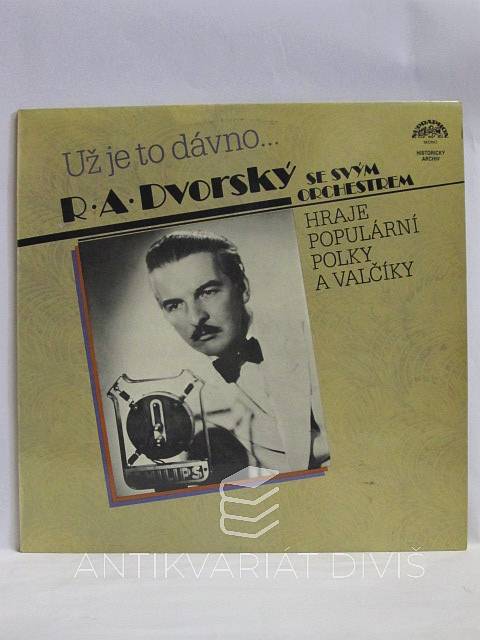 Už je to dávno...
R·A·Dvorský
SE SVÝM
ORCHESTREM
HRAJE
POPULÁRNÍ
POLKY
A VALČÍKY
SUPRAPHON
MONO
HISTORICKÝ
ARCHIV
PHILIPS
ANTIKVARIÁT DIVIŠ